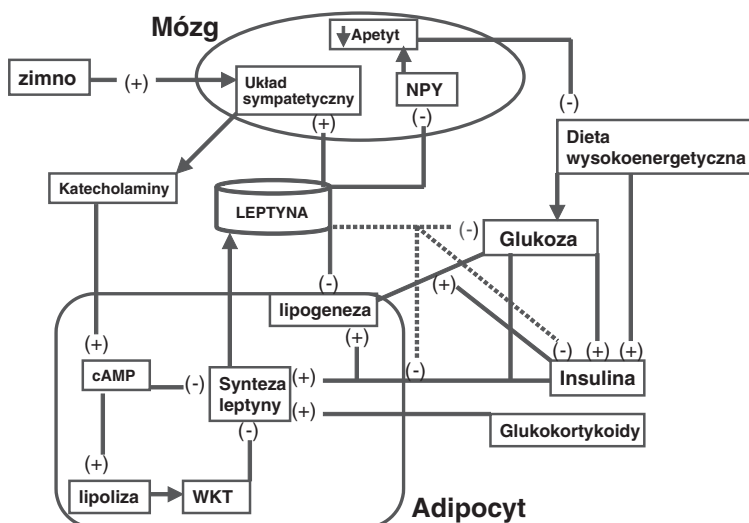 Mózg
Apetyt
zimno
(+)
Układ
sympatetyczny
(+)
NPY
(-)
(-)
Dieta
wysokoenergetyczna
Katecholaminy
LEPTYNA
(-)
Glukoza
(-)
(+)
lipogeneza
(+)
(+)
(-)
(+)
(+)
cAMP
(-)
Synteza
leptyny
(+)
(-)
Insulina
(+)
Glukokortykoidy
(-)
(+)
lipoliza
WKT
Adipocyt